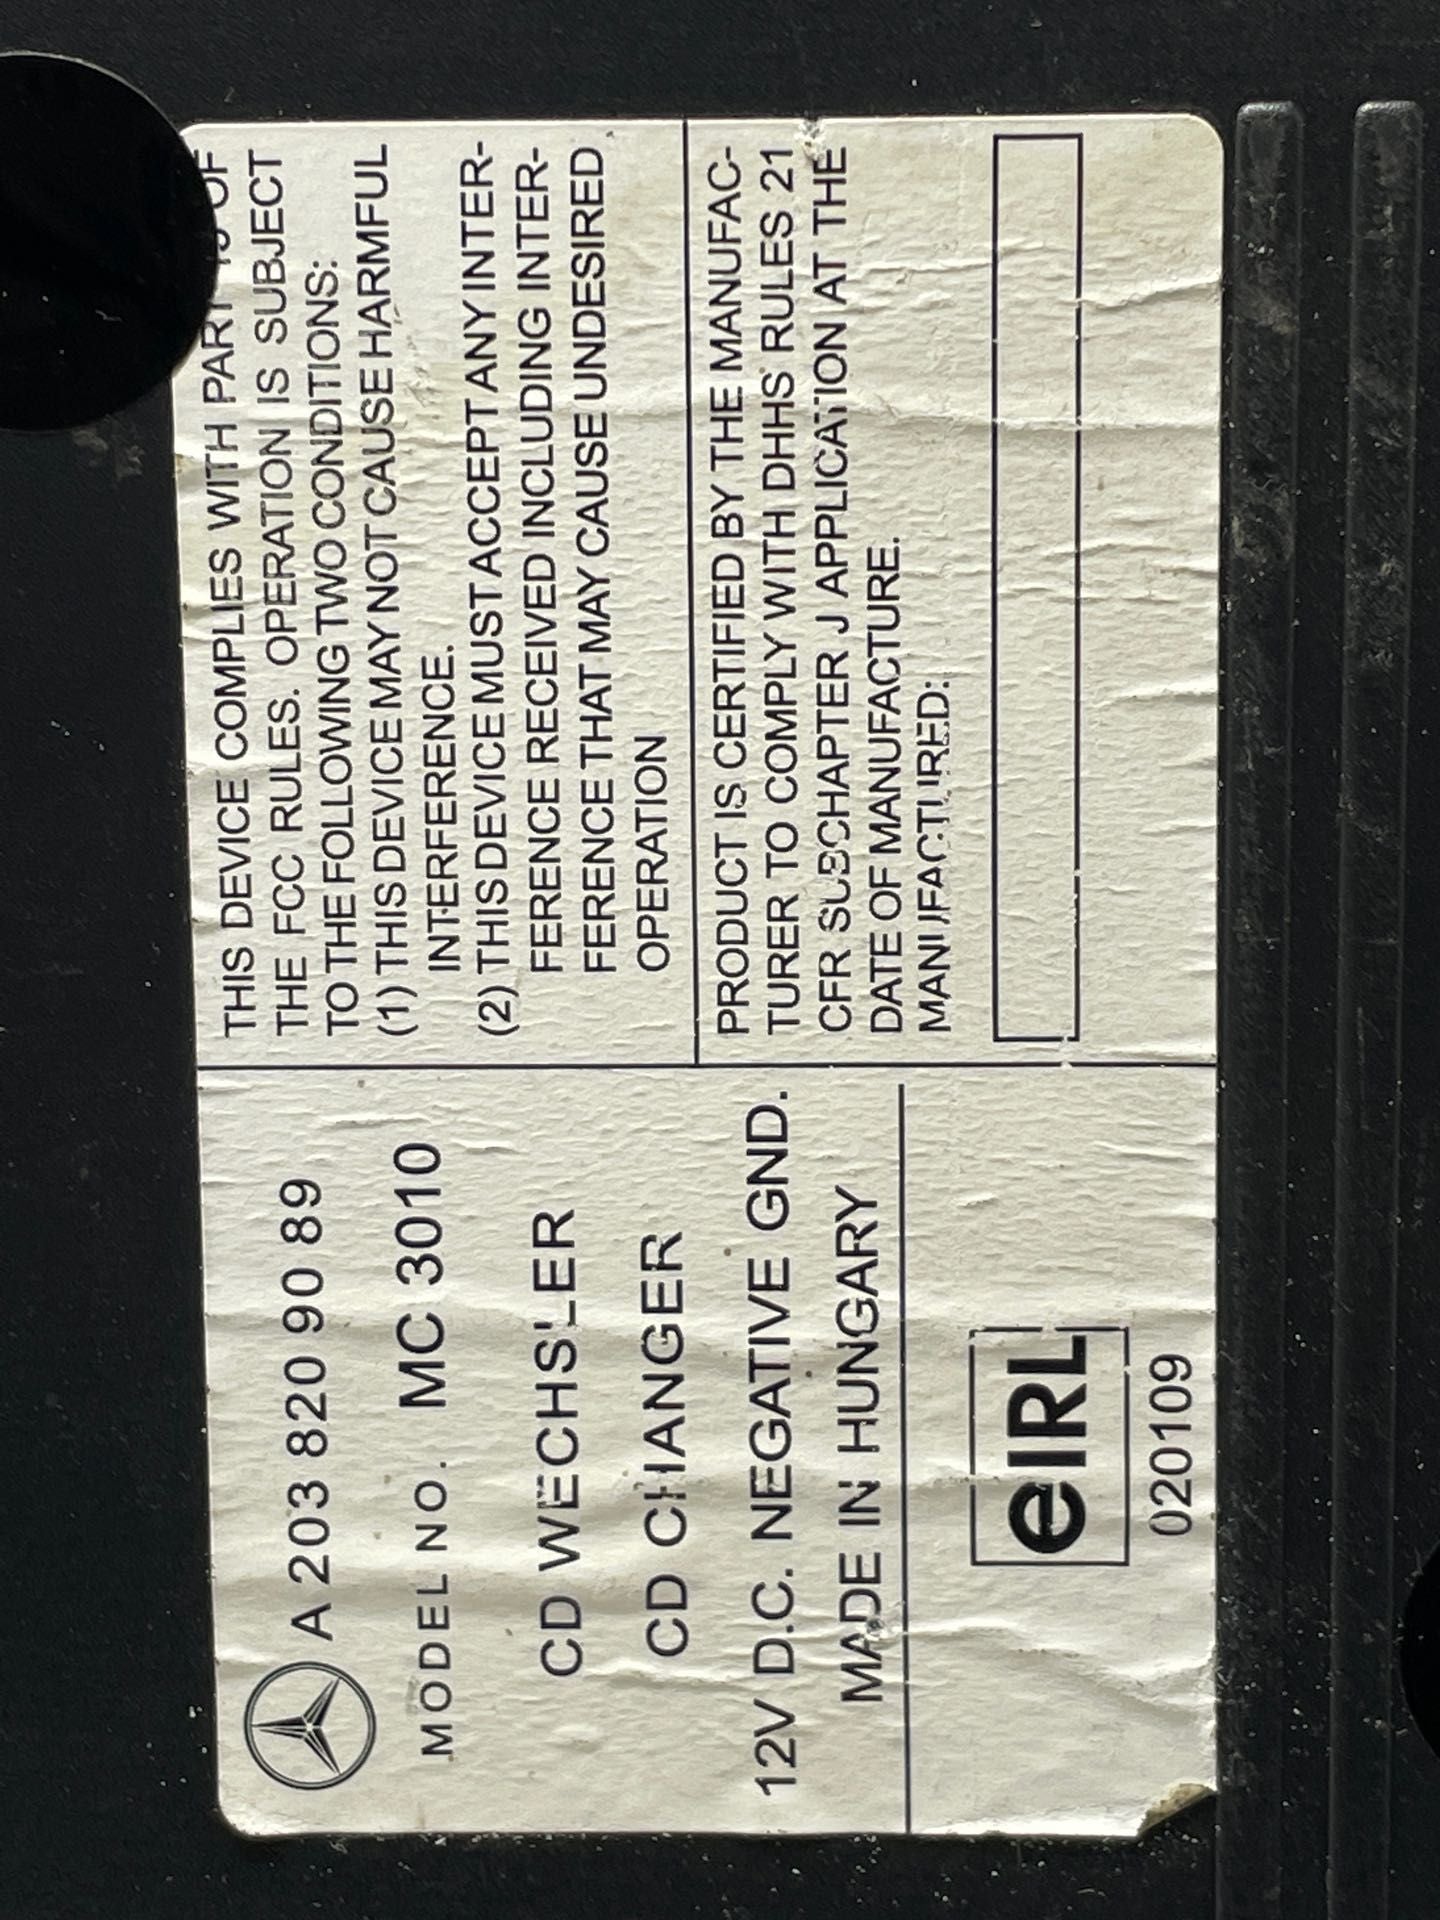 A 203 820 90 89
MODEL NO. MC 3010
CD WECHSLER
CD CHANGER
12V D.C. NEGATIVE GND.
MADE IN HUNGARY
eIRL
020109
THIS DEVICE COMPLIES WITH PART 15 OF
THE FCC RULES. OPERATION IS SUBJECT
TO THE FOLLOWING TWO CONDITIONS:
(1) THIS DEVICE MAY NOT CAUSE HARMFUL
INTERFERENCE.
(2) THIS DEVICE MUST ACCEPT ANY INTER-
FERENCE RECEIVED INCLUDING INTER-
FERENCE THAT MAY CAUSE UNDESIRED
OPERATION
PRODUCT IS CERTIFIED BY THE MANUFAC-
TURER TO COMPLY WITH DHHS RULES 21
CFR SUBCHAPTER J APPLICATION AT THE
DATE OF MANUFACTURE.
MANUFACTURED: